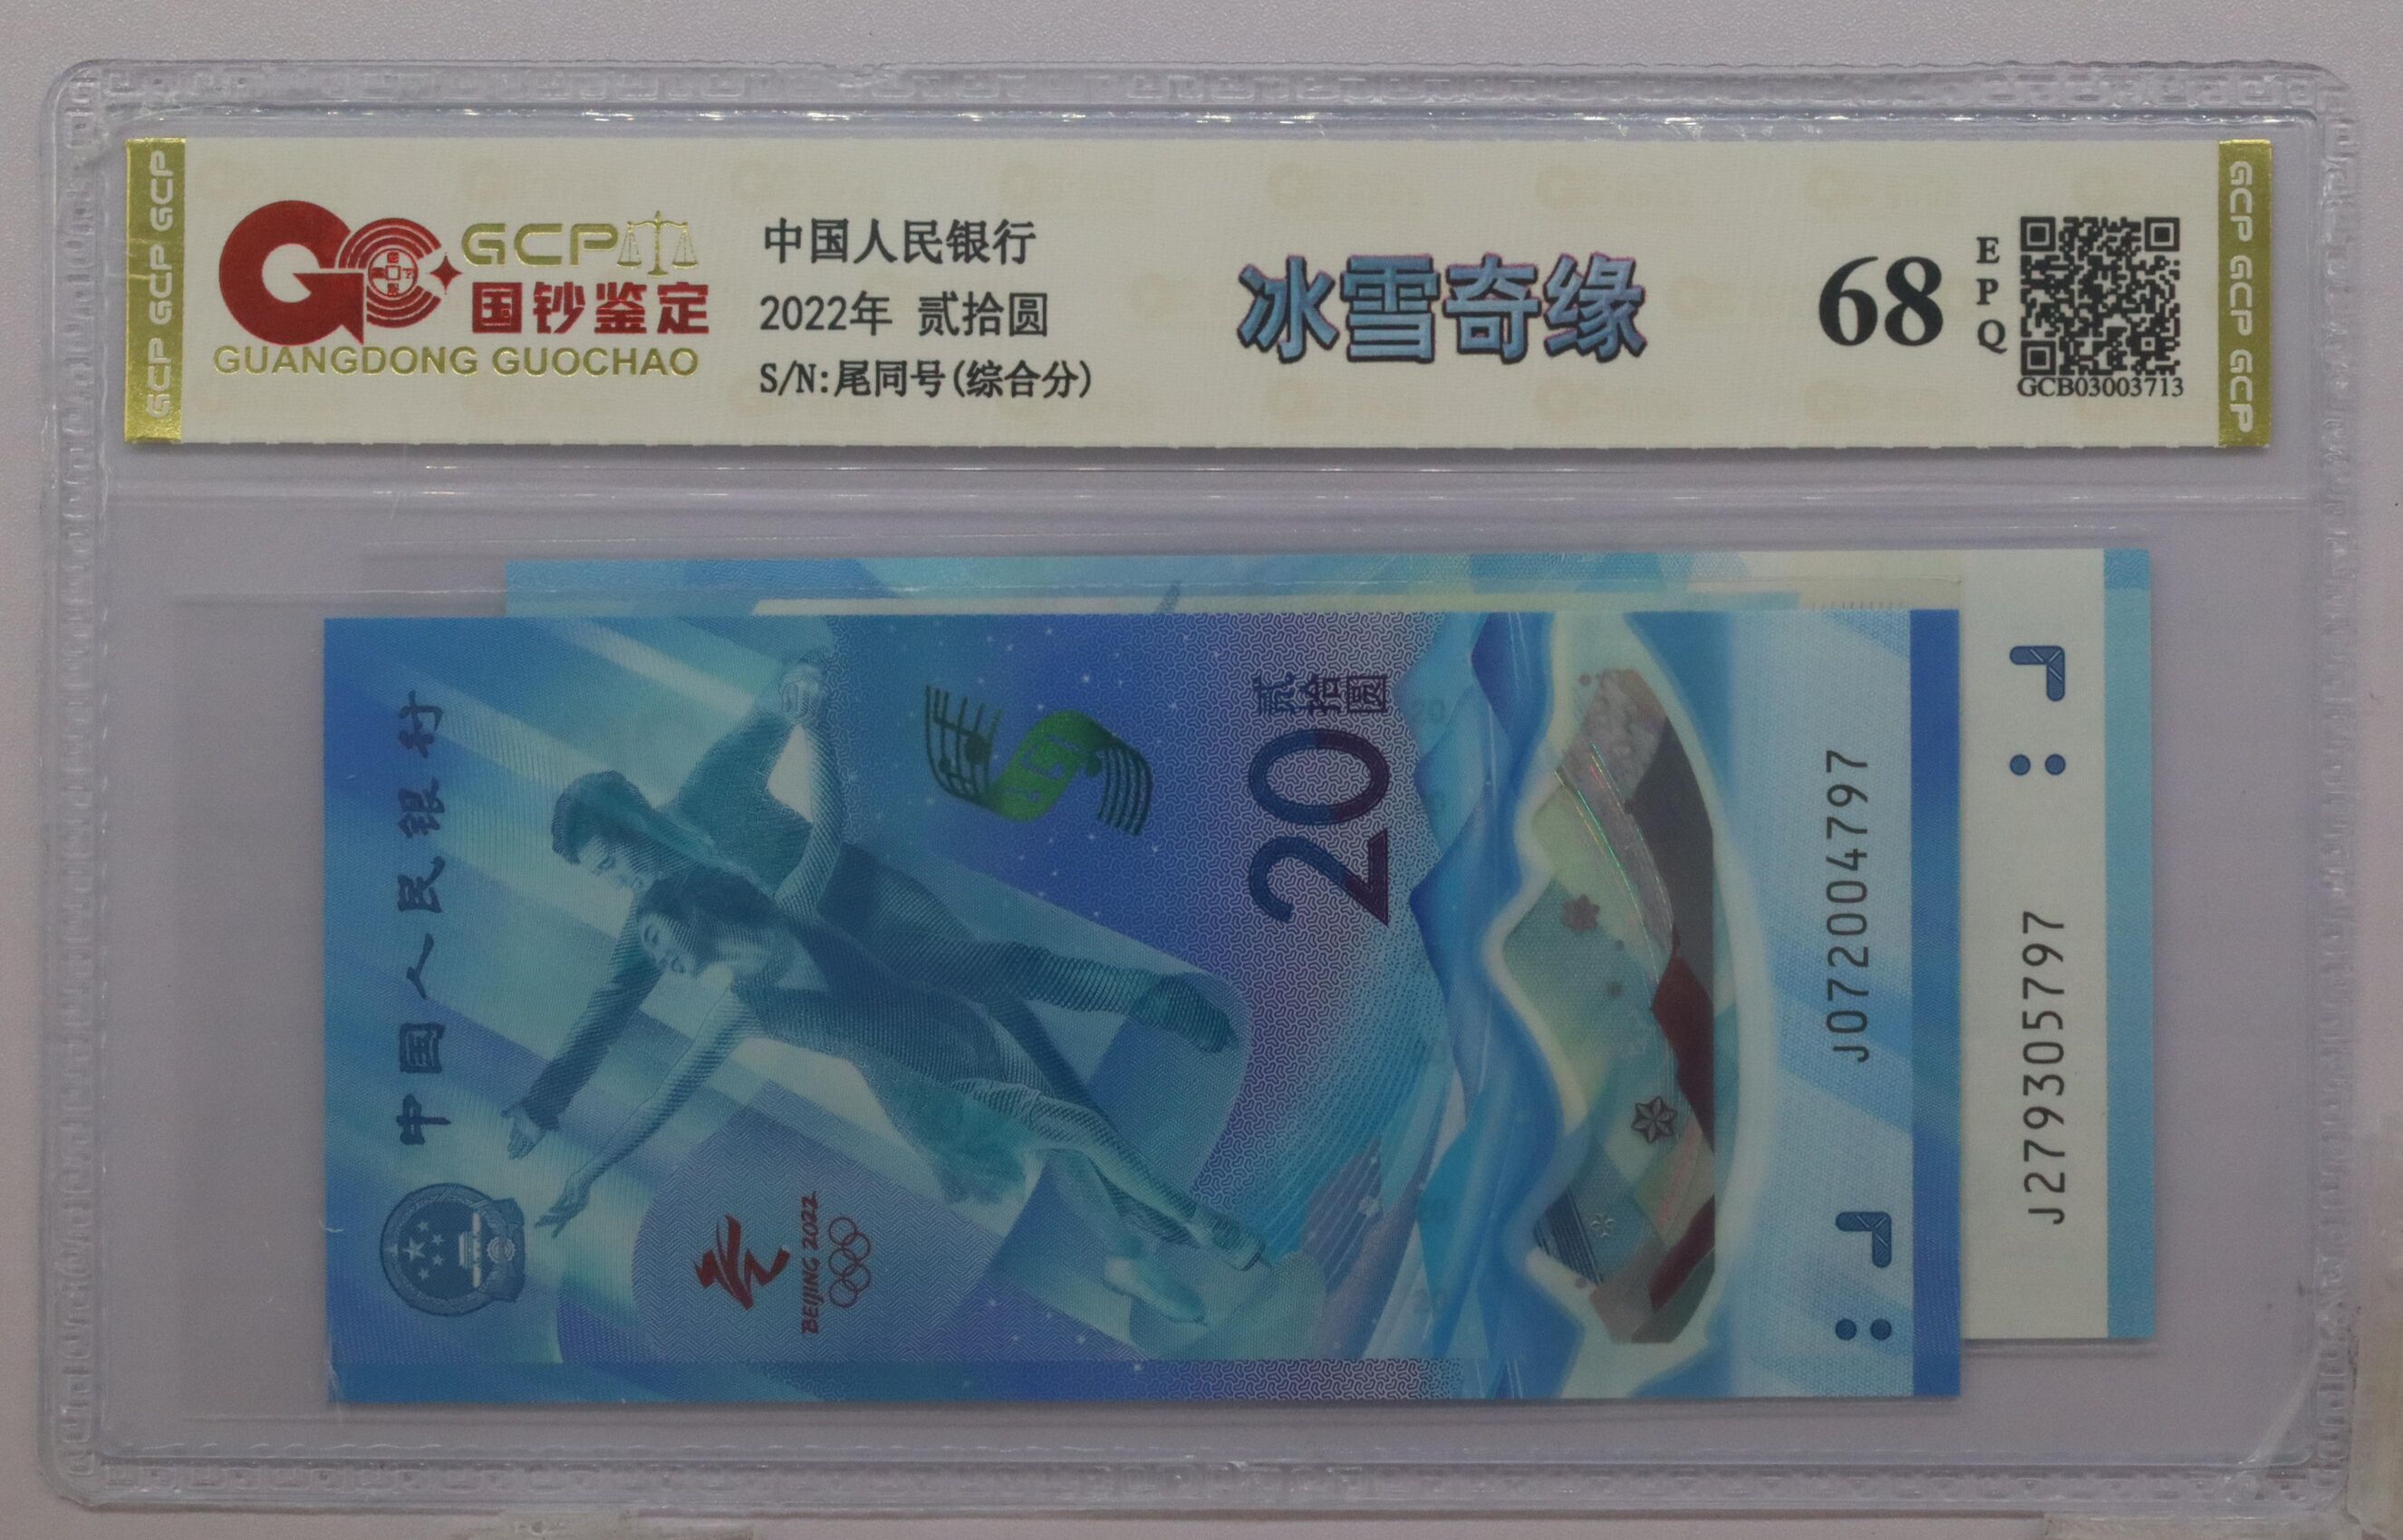 GCP GCP GCP
GCP
国钞鉴定
GUANGDONG GUOCHAO
中国人民银行
2022年 贰拾圆
S/N:尾同号(综合分)
冰雪奇缘
68
EPQ
GCB03003713
GCP GCP GCP
中国人民银行
BEIJING 2022
贰拾圆
20
J072004797
J279305797